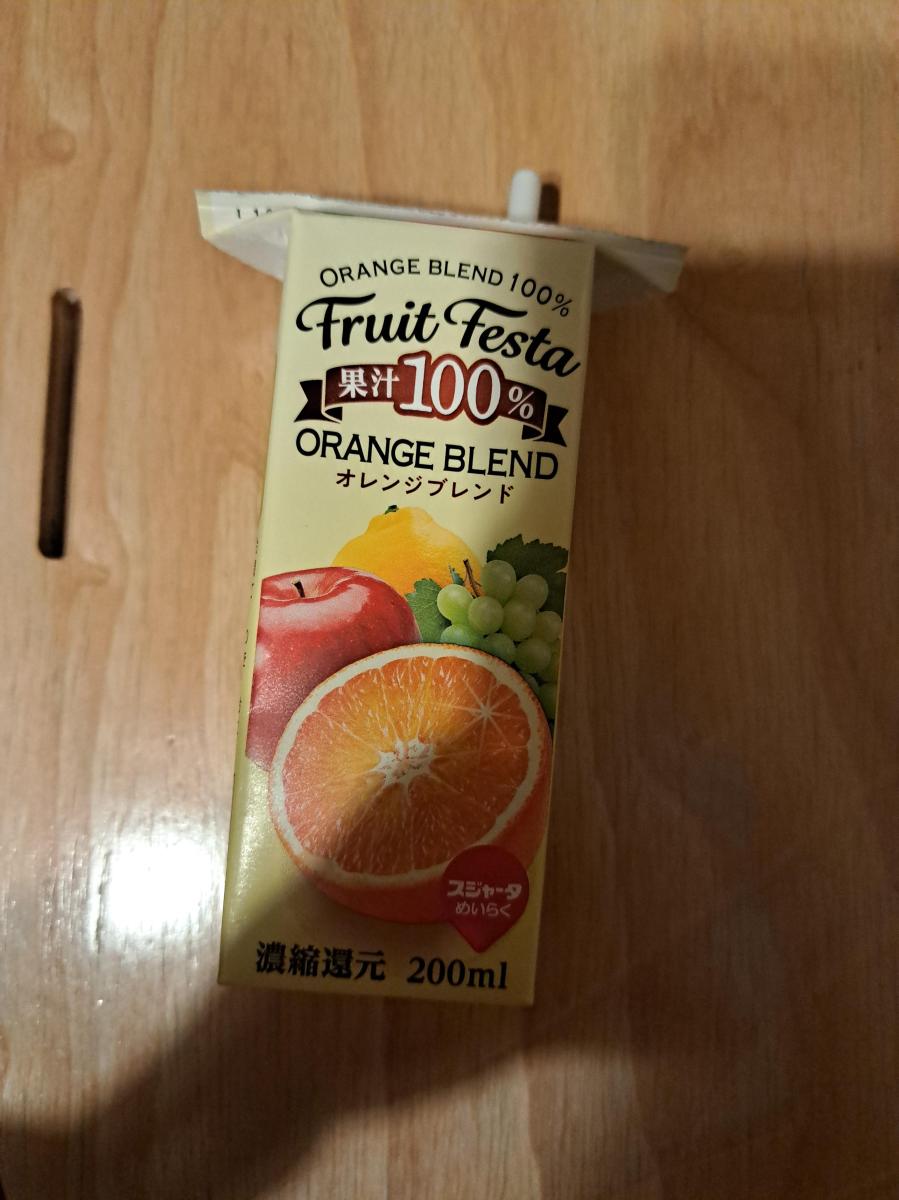 ORANGE BLEND 100%
Fruit Festa
果汁100%
ORANGE BLEND
オレンジブレンド
スジャータ
めいらく
濃縮還元 200ml